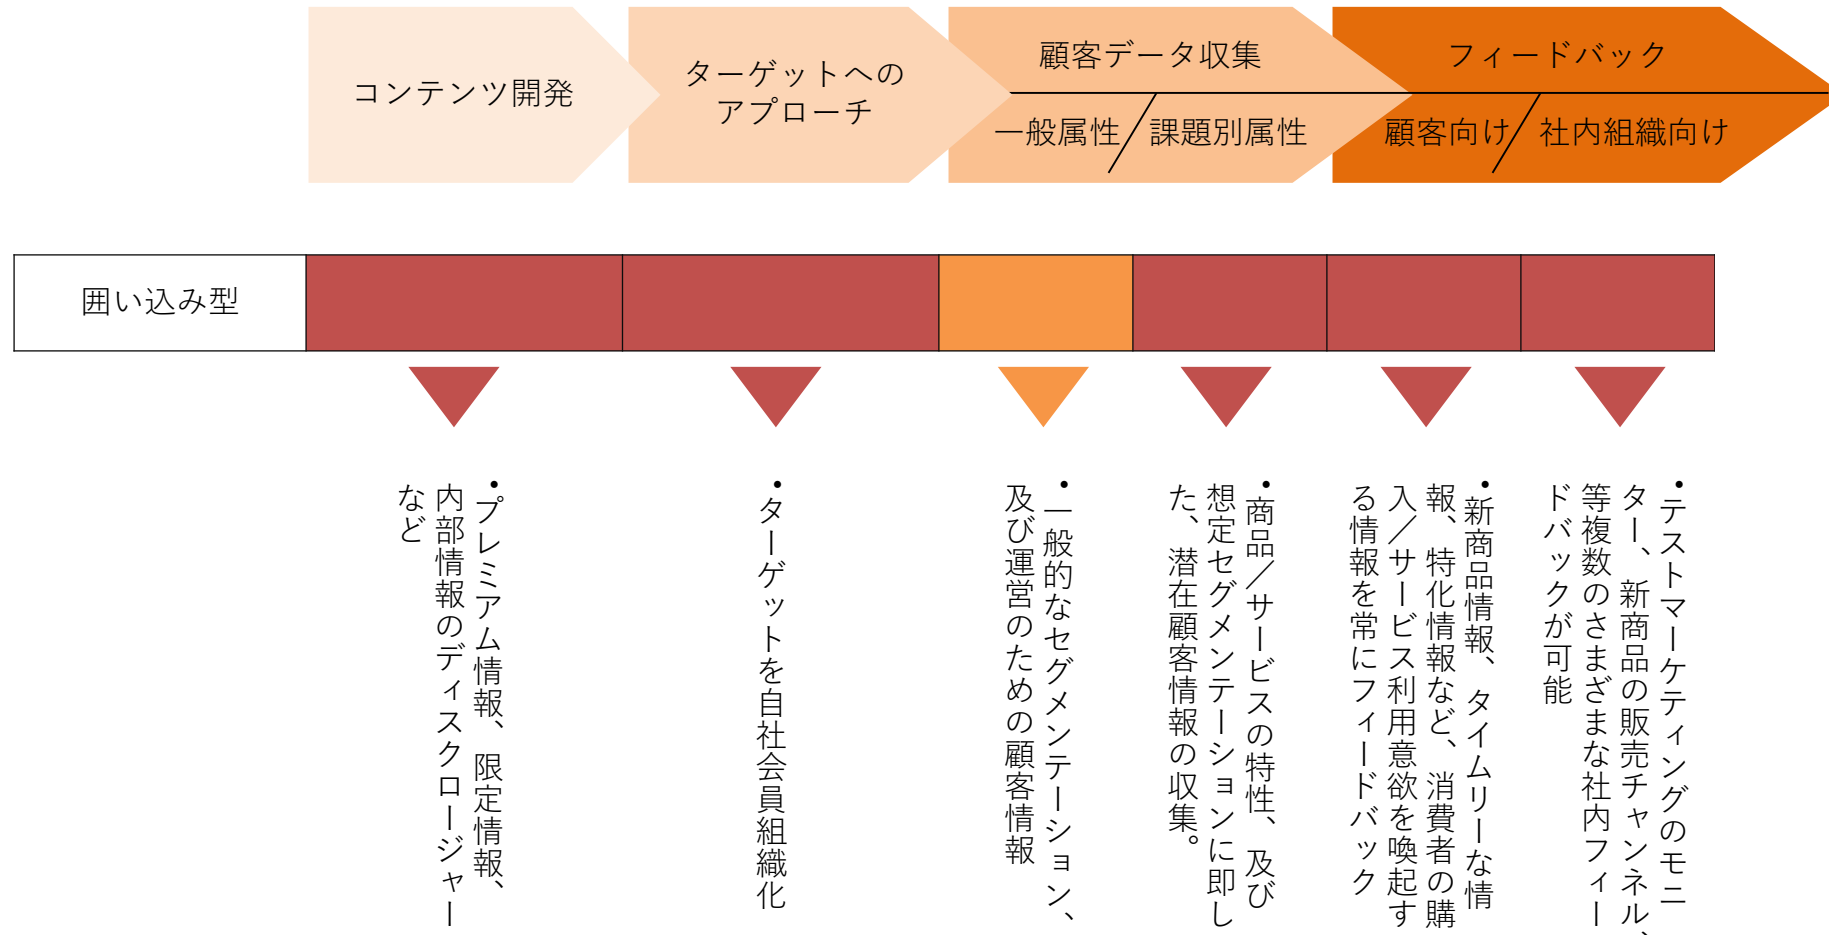 コンテンツ開発
ターゲットへの
アプローチ
顧客データ収集
一般属性／課題別属性
フィードバック
顧客向け／社内組織向け
囲い込み型
・プレミアム情報、限定情報、
内部情報のディスクロージャー
など
・ターゲットを自社会員組織化
・一般的なセグメンテーション、
及び運営のための顧客情報
・商品／サービスの特性、及び
想定セグメンテーションに即し
た、潜在顧客情報の収集。
・新商品情報、タイムリーな情
報、特化情報など、消費者の購
入／サービス利用意欲を喚起す
る情報を常にフィードバック
・テストマーケティングのモニ
ター、新商品の販売チャンネル、
等複数のさまざまな社内フィー
ドバックが可能